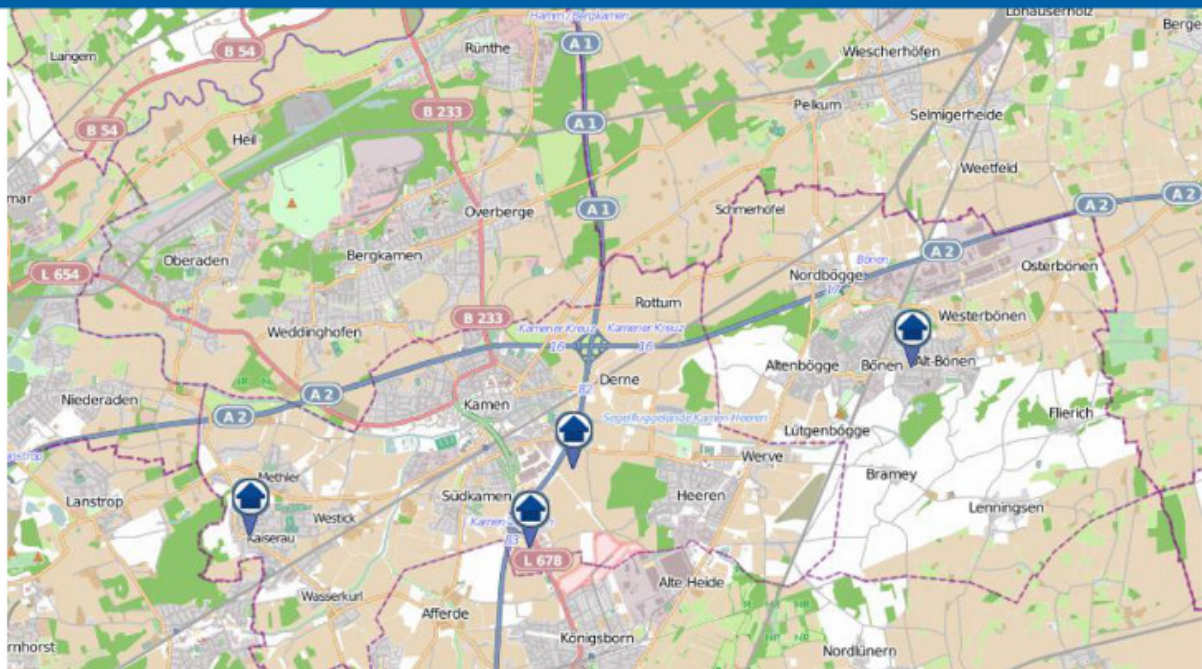 Hamm / Bergkamen
Lohauserholz
B 54
A 1
Rünthe
Wiescherhöfen
Langern
B 233
Pelkum
B 54
A 1
Selmigerheide
Heil
Weetfeld
A 2
A 2
Overberge
A 1
Schmerhöfel
Bergkamen
A 2
Oberaden
Bönen
Osterbönen
L 654
Nordbögge
17
Rottum
B 233
Westerbönen
Weddinghofen
Kamener Kreuz
Kamener Kreuz
16
16
Altenbögge
Bönen
Alt-Bönen
Derne
82
A 2
Niederaden
Kamen
A 2
Flierich
Segelfluggelände Kamen-Heeren
Lütgenbögge
Werve
Methler
Bramey
Lanstrop
Südkamen
Heeren
Westick
Lenningsen
Kaiserau
83
L 678
Alte Heide
Wasserkurl
Afferde
Königsborn
Nordlünern